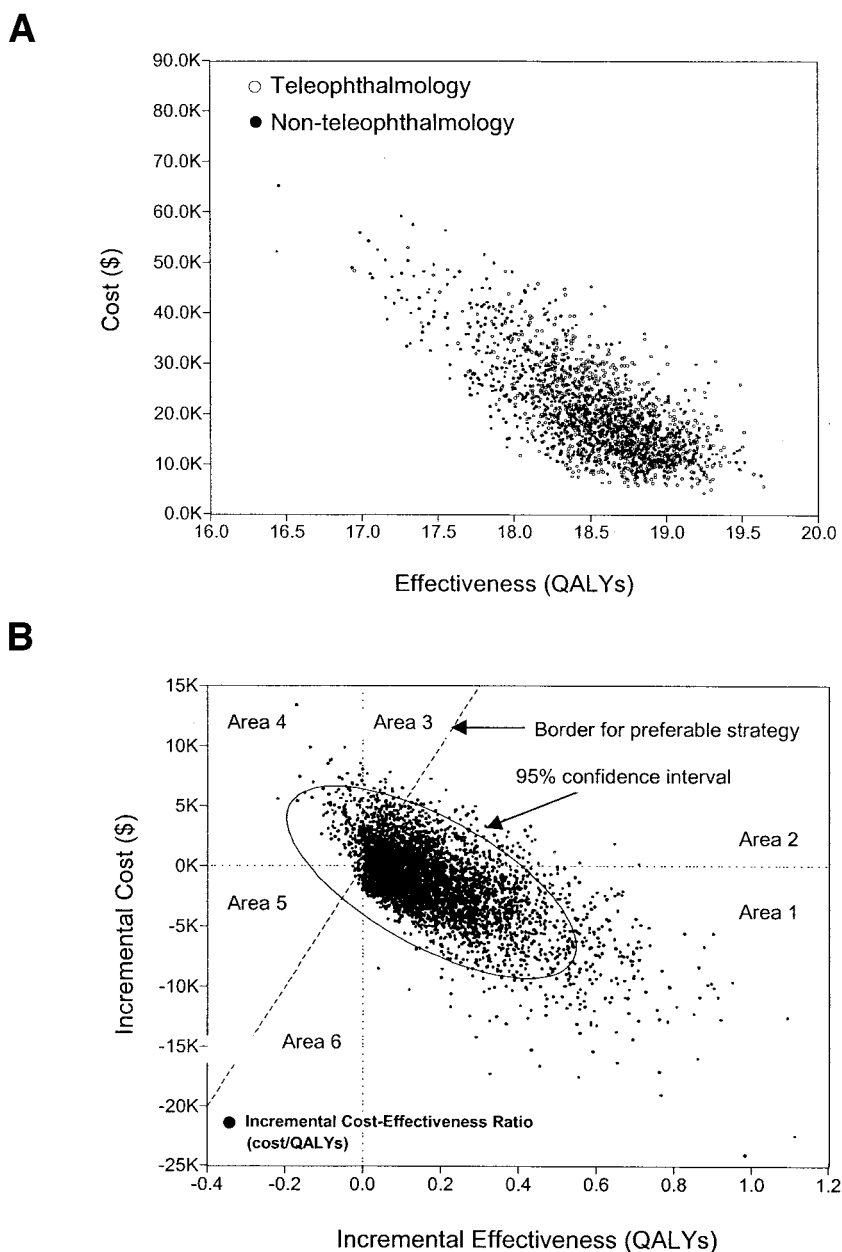 A
90.0K
80.0K
70.0K
60.0K
50.0K
40.0K
30.0K
20.0K
10.0K
0.0K
Cost ($)
Teleophthalmology
Non-teleophthalmology
16.0 16.5 17.0 17.5 18.0 18.5 19.0 19.5 20.0
Effectiveness (QALYs)
B
15K
10K
5K
0K
-5K
-10K
-15K
-20K
-25K
Incremental Cost ($)
Area 4
Area 3
Border for preferable strategy
95% confidence interval
Area 2
Area 5
Area 1
Area 6
Incremental Cost-Effectiveness Ratio
(cost/QALYs)
-0.4 -0.2 0.0 0.2 0.4 0.6 0.8 1.0 1.2
Incremental Effectiveness (QALYs)